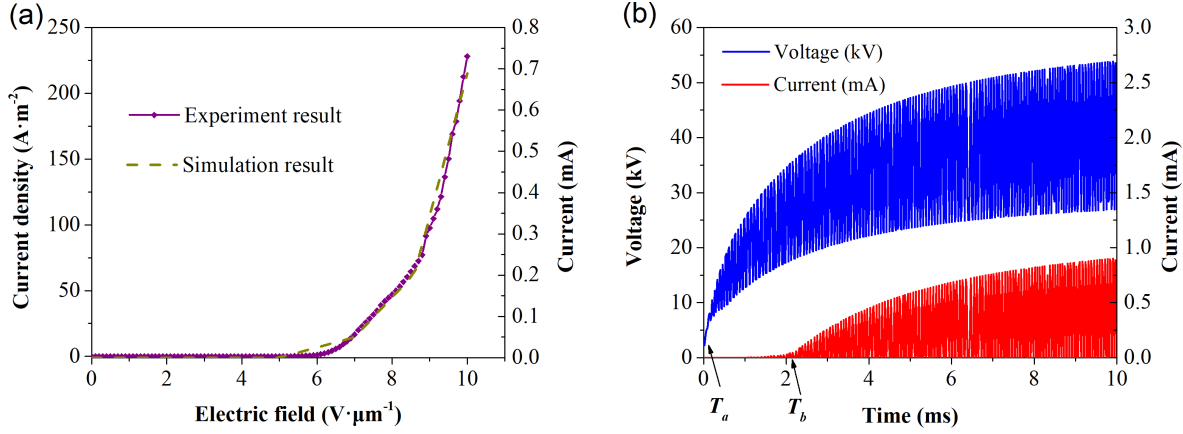 (a)
250
200
150
100
50
0
Current density (A·m⁻²)
Experiment result
Simulation result
0.8
0.7
0.6
0.5
0.4
0.3
0.2
0.1
0.0
Current (mA)
0 2 4 6 8 10
Electric field (V·μm⁻¹)
(b)
60
50
40
30
20
10
0
Voltage (kV)
Voltage (kV)
Current (mA)
3.0
2.5
2.0
1.5
1.0
0.5
0.0
Current (mA)
0 2 4 6 8 10
Tₐ
T_b
Time (ms)